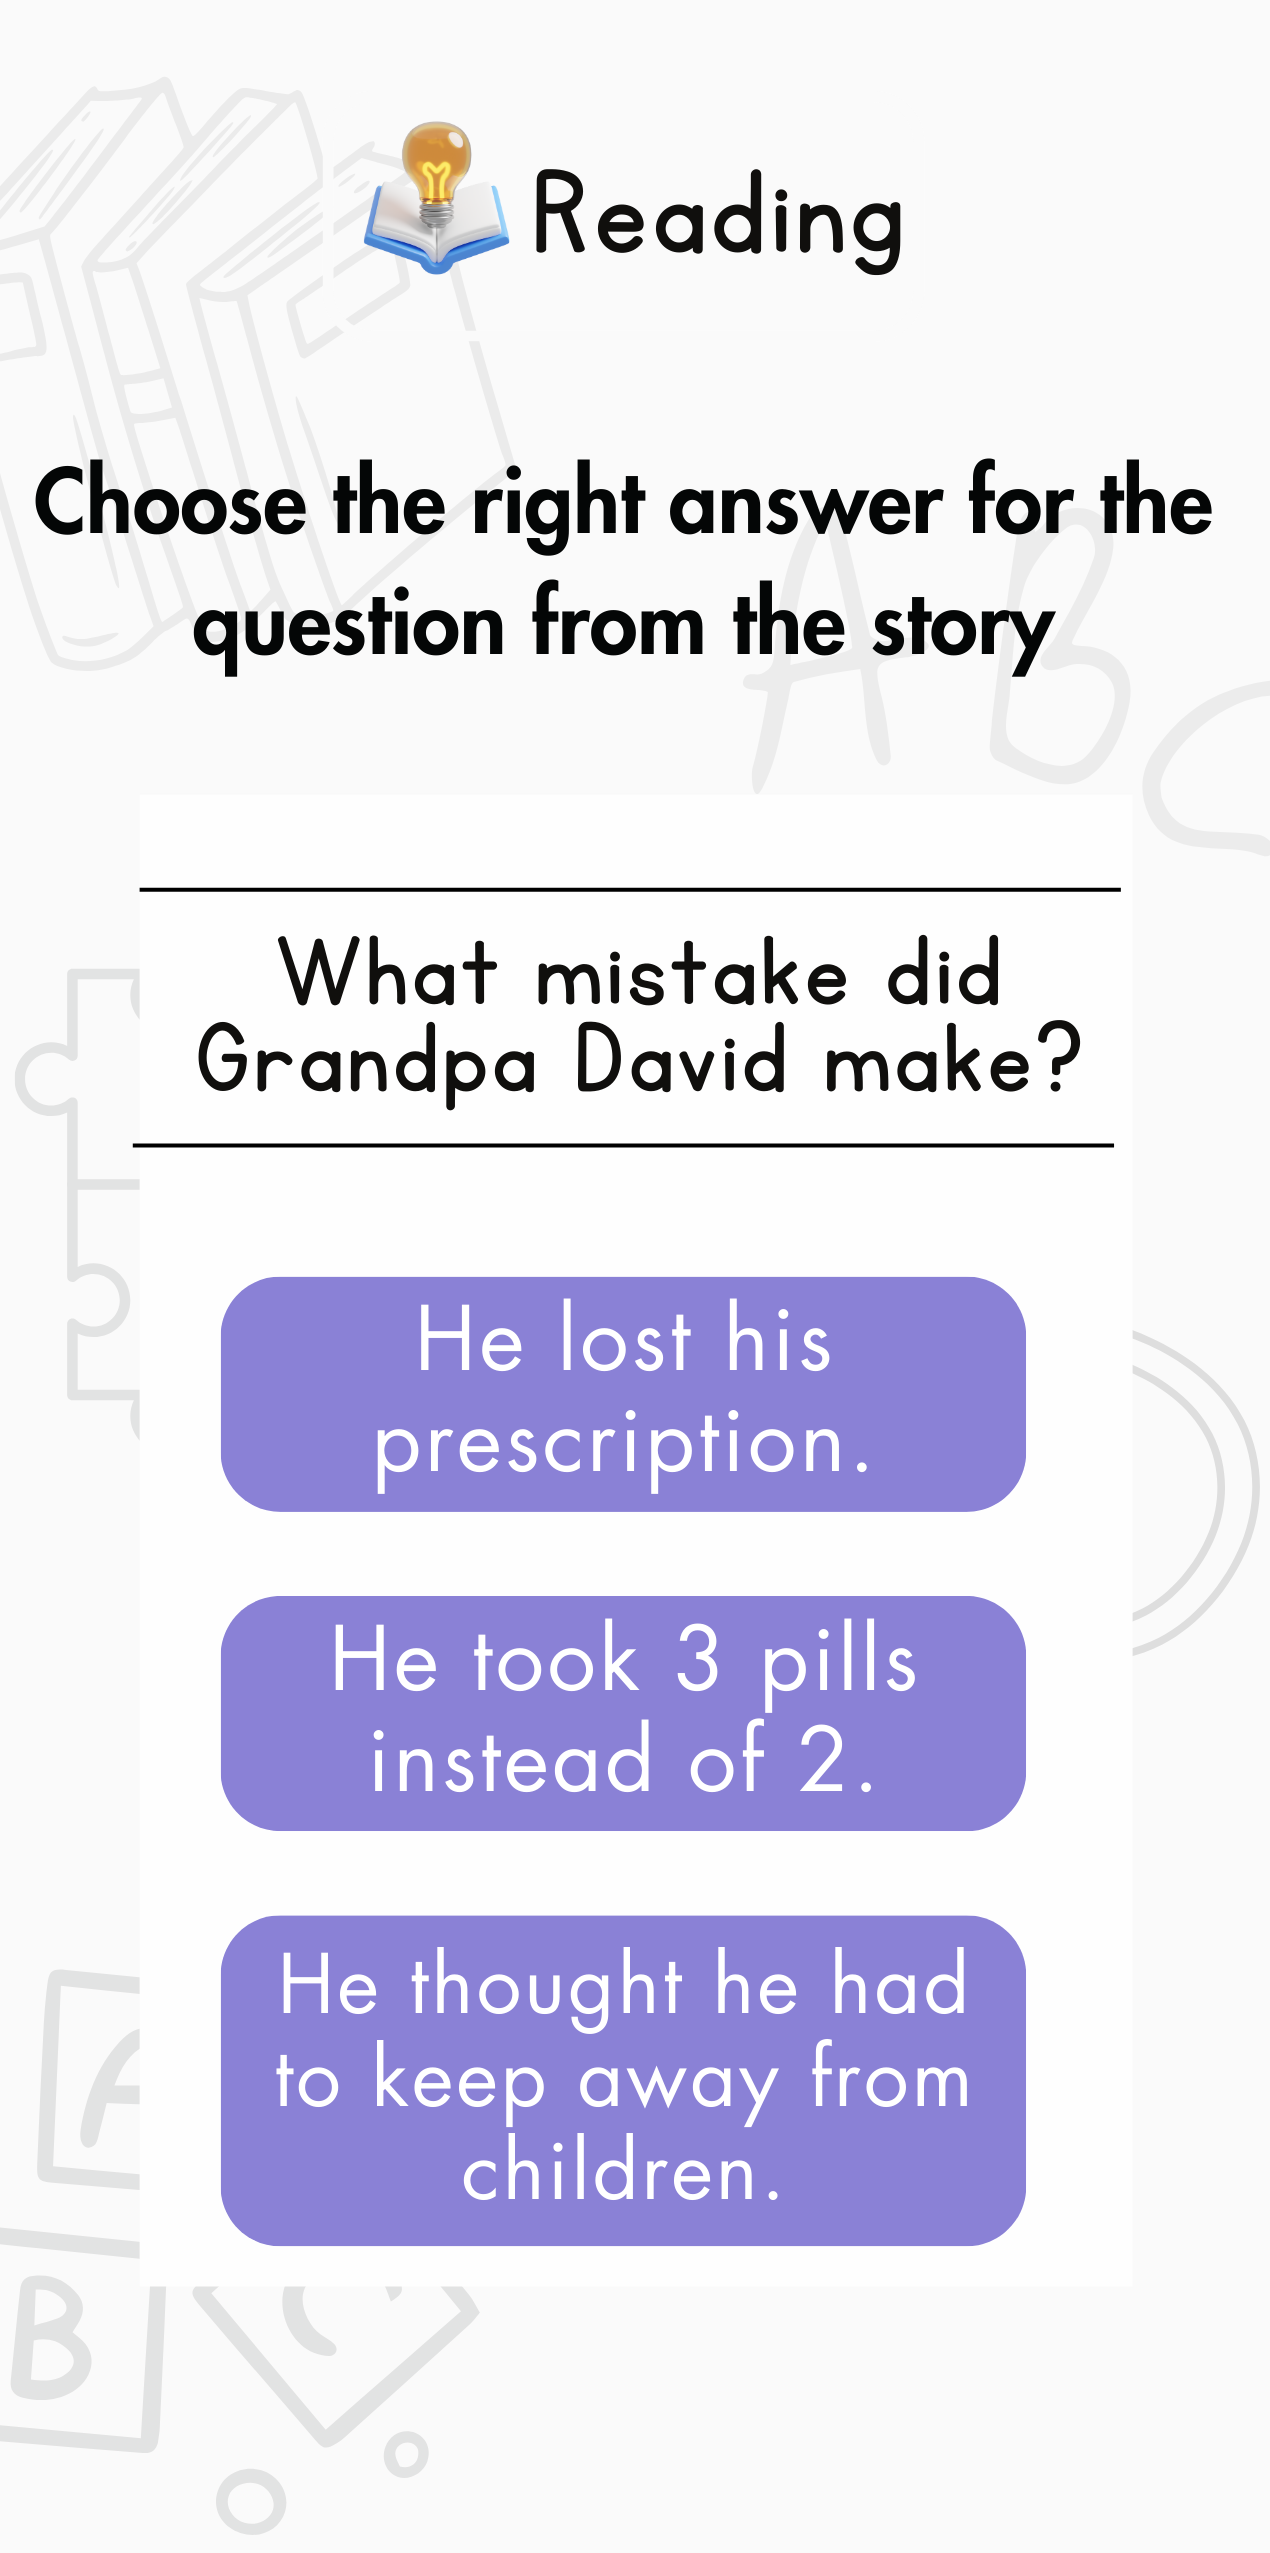 Reading
Choose the right answer for the
question from the story
A B
What mistake did
Grandpa David make?
He lost his
prescription.
He took 3 pills
instead of 2.
He thought he had
to keep away from
children.
A
B